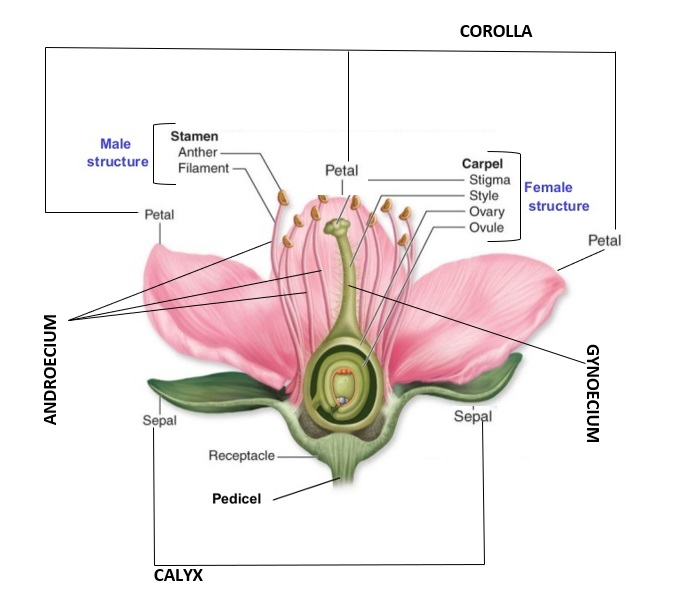 COROLLA
Male
structure
Stamen
Anther
Filament
Petal
Carpel
Stigma
Style
Ovary
Ovule
Female
structure
Petal
Petal
ANDROECIUM
GYNOECIUM
Sepal
Sepal
Receptacle
Pedicel
CALYX